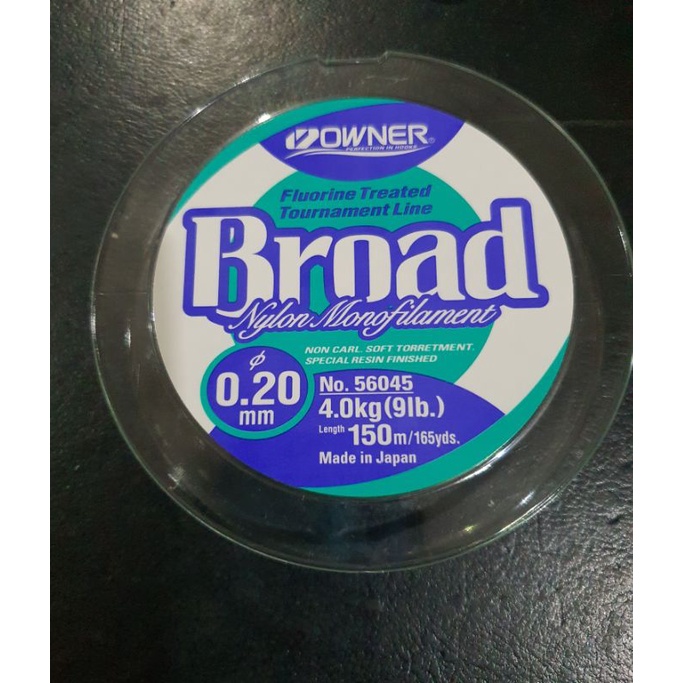 OWNER®
PERFECTION IN HOOKS
Fluorine Treated
Tournament Line
Broad
Nylon Monofilament
NON CARL. SOFT TORRETMENT.
SPECIAL RESIN FINISHED
ϕ
0.20
mm
No. 56045
4.0kg(9lb.)
Length 150m/165yds.
Made in Japan